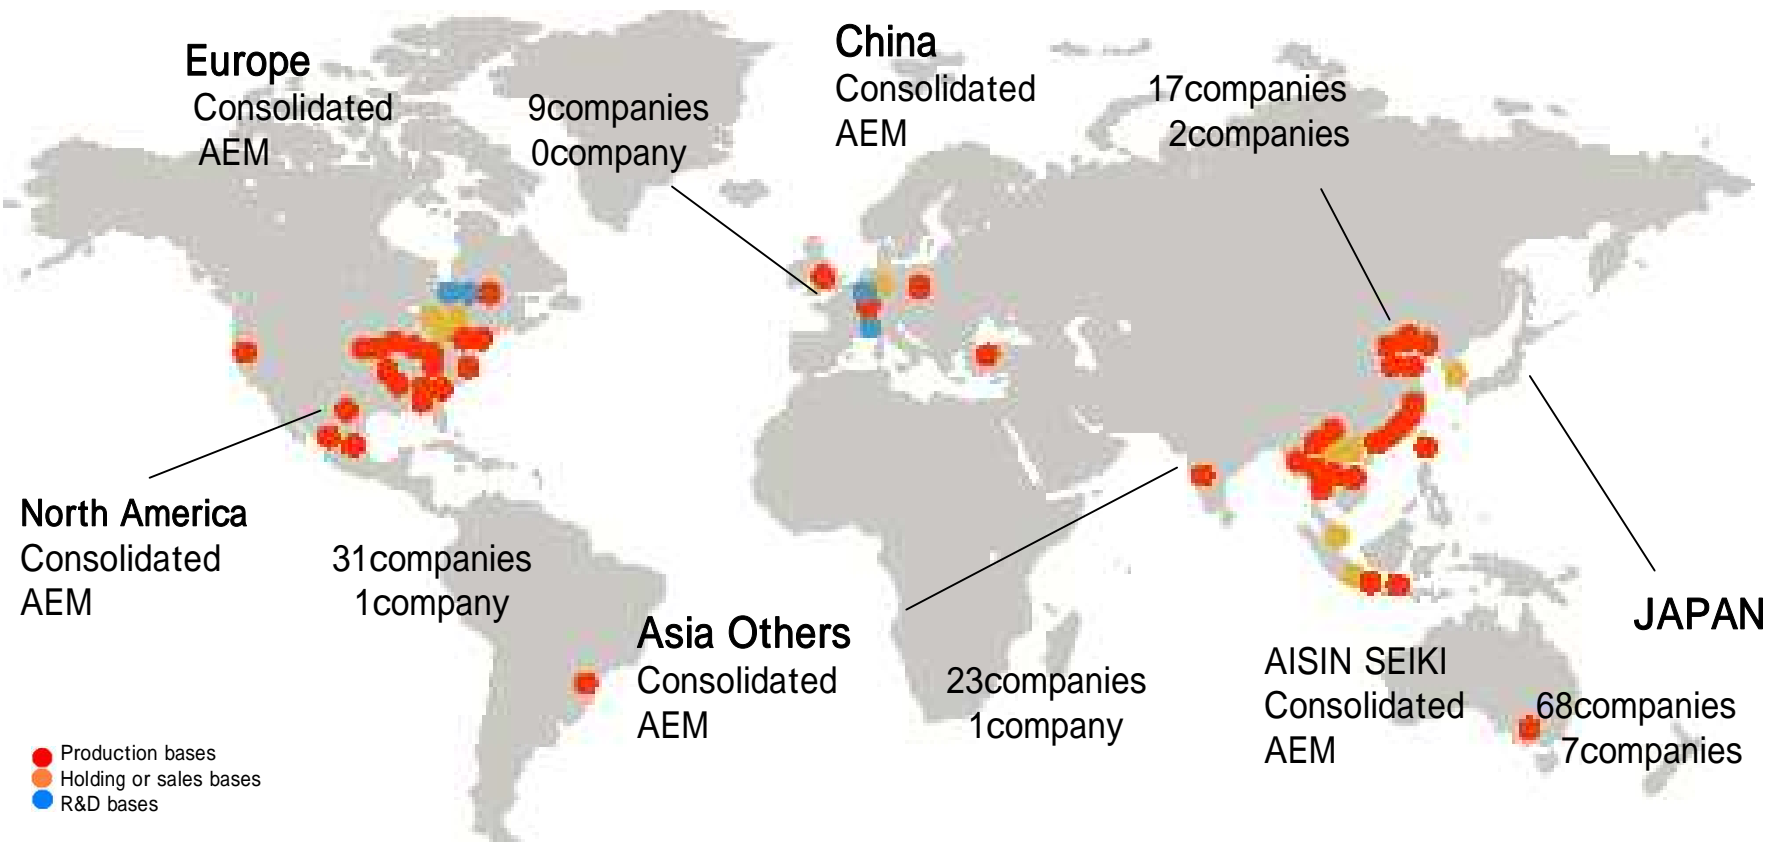 Europe
Consolidated 9companies
AEM 0company
China
Consolidated 17companies
AEM 2companies
North America
Consolidated 31companies
AEM 1company
Asia Others
Consolidated 23companies
AEM 1company
JAPAN
AISIN SEIKI
Consolidated 68companies
AEM 7companies
Production bases
Holding or sales bases
R&D bases